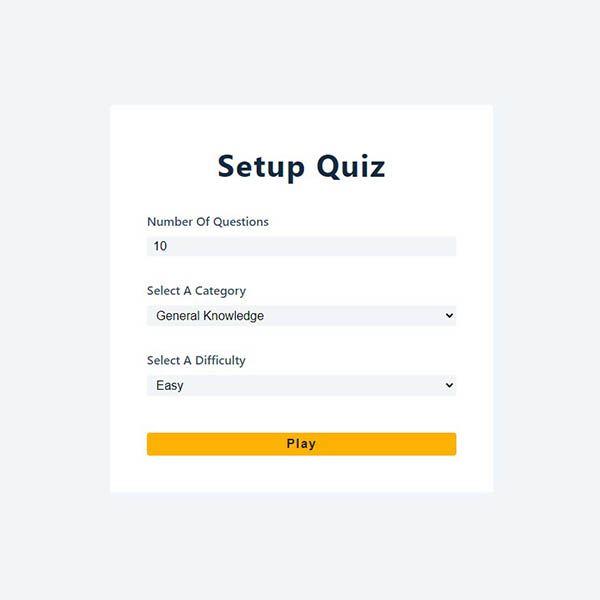 Setup Quiz
Number Of Questions
10
Select A Category
General Knowledge
Select A Difficulty
Easy
Play